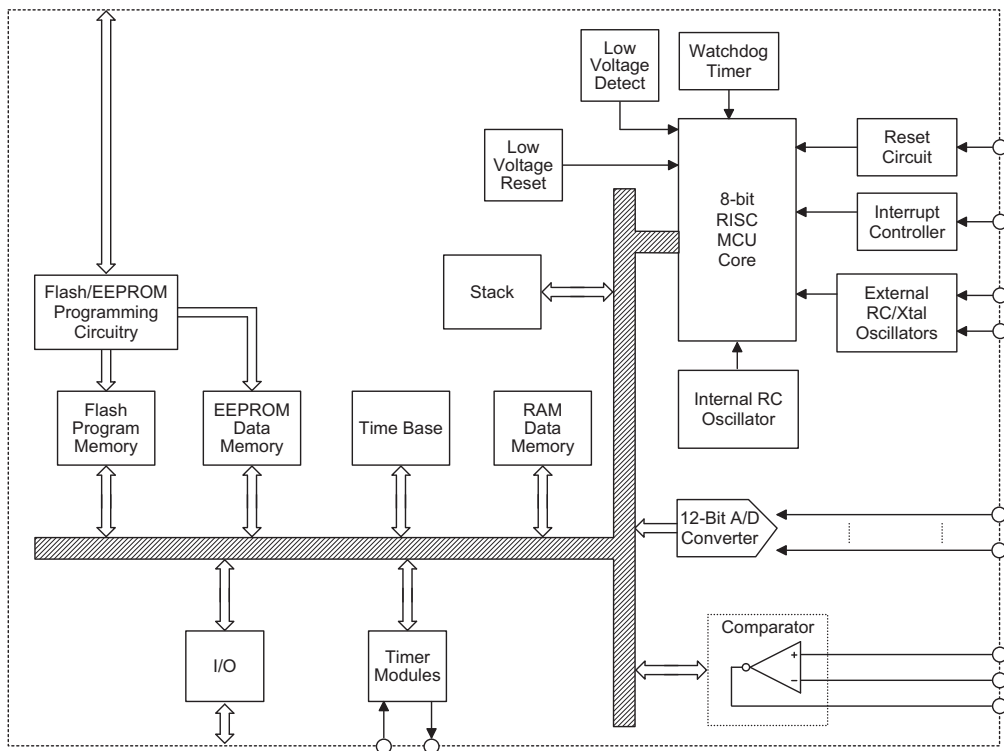 Low
Voltage
Detect
Watchdog
Timer
Low
Voltage
Reset
8-bit
RISC
MCU
Core
Reset
Circuit
Interrupt
Controller
External
RC/Xtal
Oscillators
Flash/EEPROM
Programming
Circuitry
Stack
Internal RC
Oscillator
Flash
Program
Memory
EEPROM
Data
Memory
Time Base
RAM
Data
Memory
12-Bit A/D
Converter
I/O
Timer
Modules
Comparator
+
−